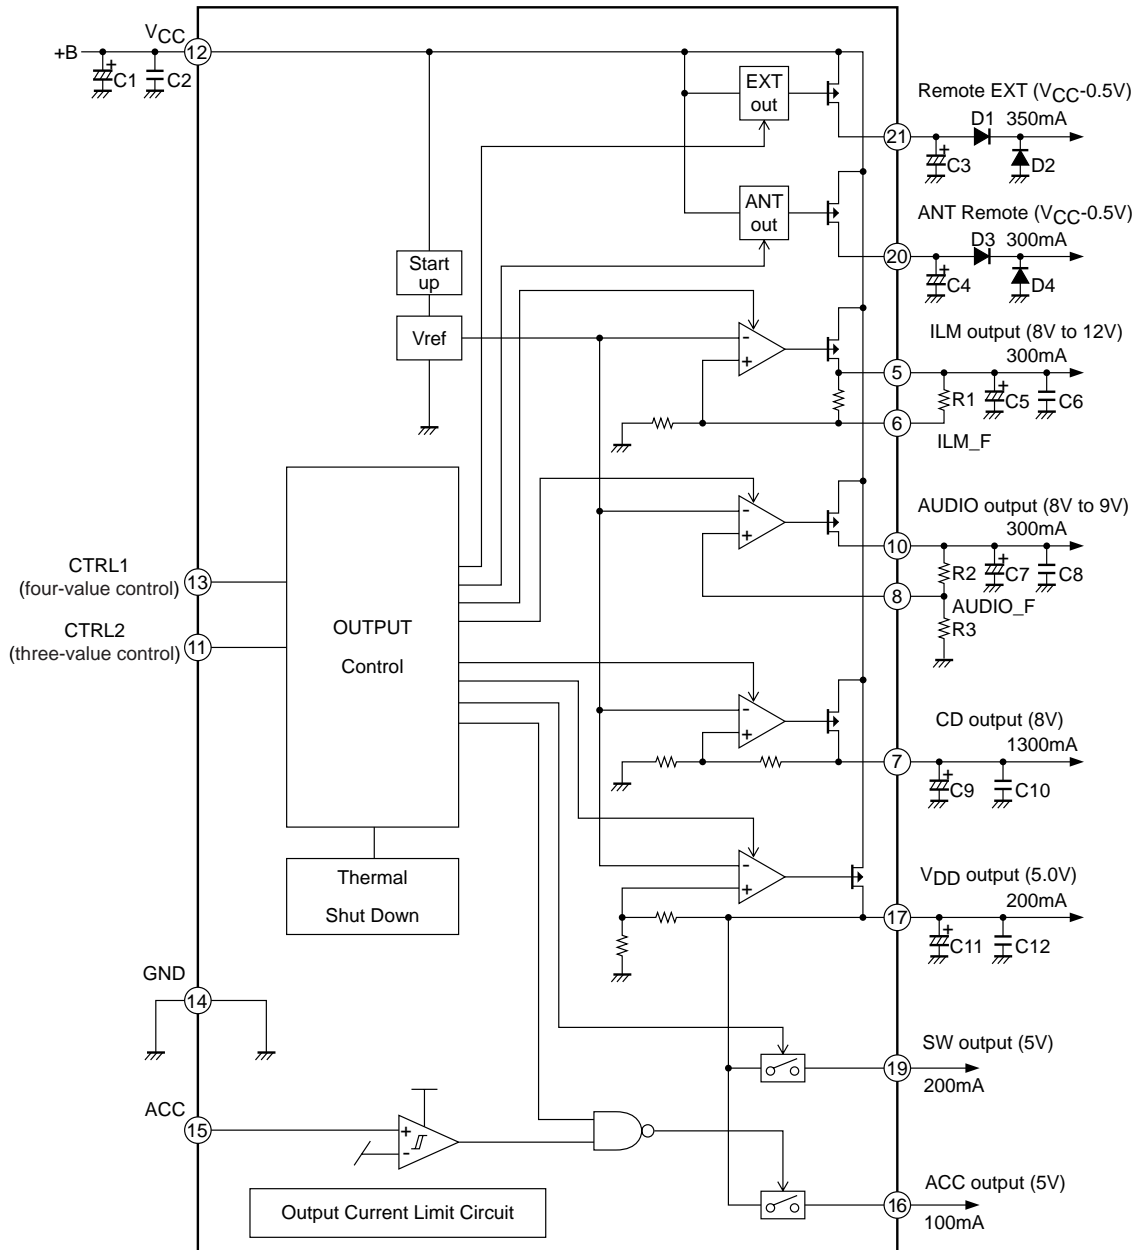 VCC
+B
12
C1
C2
EXT
out
Remote EXT (VCC-0.5V)
D1
350mA
21
+
C3
D2
ANT
out
ANT Remote (VCC-0.5V)
D3
300mA
20
+
C4
D4
Start
up
Vref
-
+
ILM output (8V to 12V)
300mA
5
R1
+
C5
C6
6
ILM_F
-
+
AUDIO output (8V to 9V)
300mA
10
R2
+
C7
C8
8
AUDIO_F
R3
CTRL1
(four-value control)
13
CTRL2
(three-value control)
11
OUTPUT
Control
-
+
CD output (8V)
1300mA
7
+
C9
C10
Thermal
Shut Down
-
+
VDD output (5.0V)
200mA
17
+
C11
C12
GND
14
SW output (5V)
19
200mA
ACC
15
+
-
ACC output (5V)
16
100mA
Output Current Limit Circuit
+